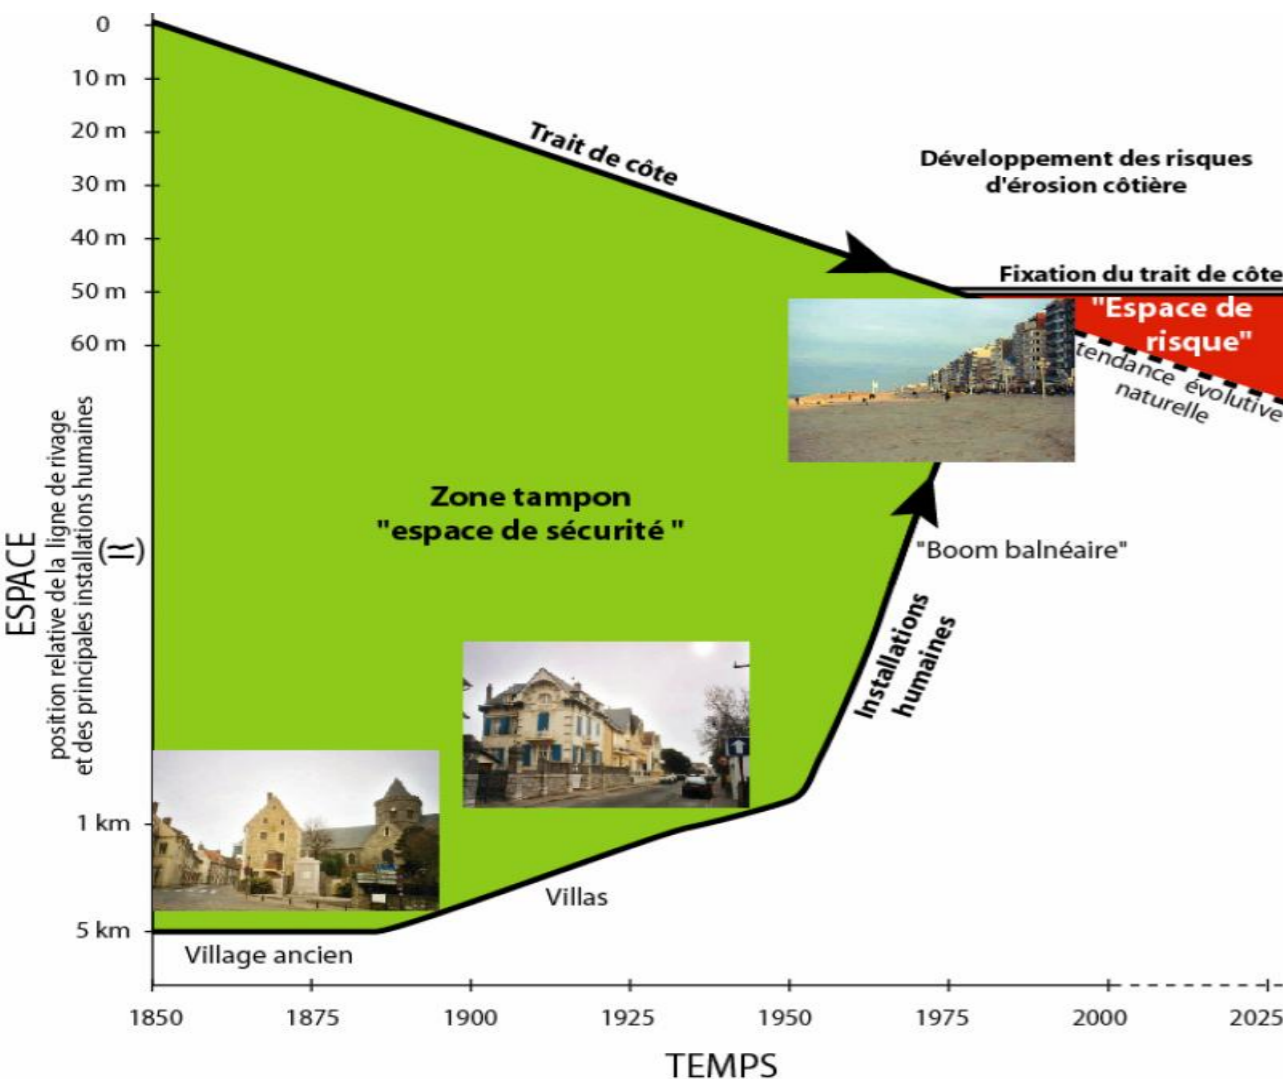 0
10 m
20 m
30 m
40 m
50 m
60 m
(≈)
1 km
5 km
ESPACE
position relative de la ligne de rivage
et des principales installations humaines
Trait de côte
Développement des risques
d'érosion côtière
Fixation du trait de côte
"Espace de
risque"
tendance évolutive
naturelle
Zone tampon
"espace de sécurité "
"Boom balnéaire"
Installations
humaines
Villas
Village ancien
1850 1875 1900 1925 1950 1975 2000 2025
TEMPS